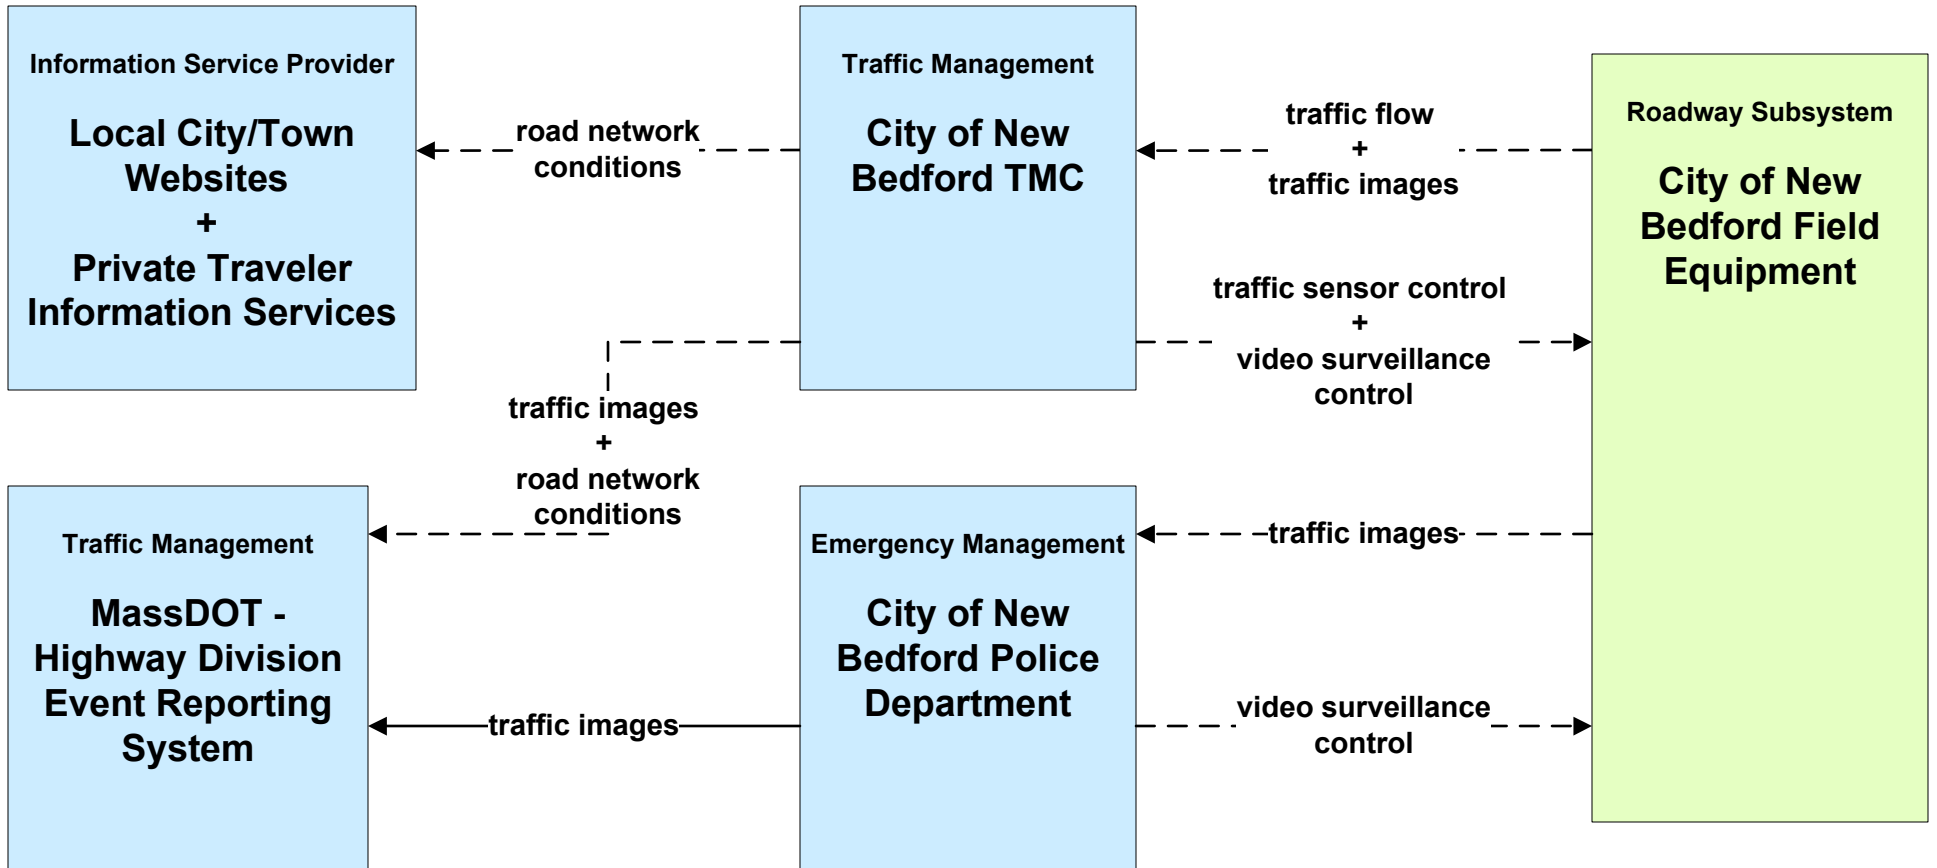 Information Service Provider
Local City/Town
Websites
+
Private Traveler
Information Services
road network
conditions
Traffic Management
City of New
Bedford TMC
traffic flow
+
traffic images
Roadway Subsystem
City of New
Bedford Field
Equipment
traffic sensor control
+
video surveillance
control
traffic images
+
road network
conditions
Traffic Management
MassDOT -
Highway Division
Event Reporting
System
traffic images
Emergency Management
City of New
Bedford Police
Department
traffic images
video surveillance
control